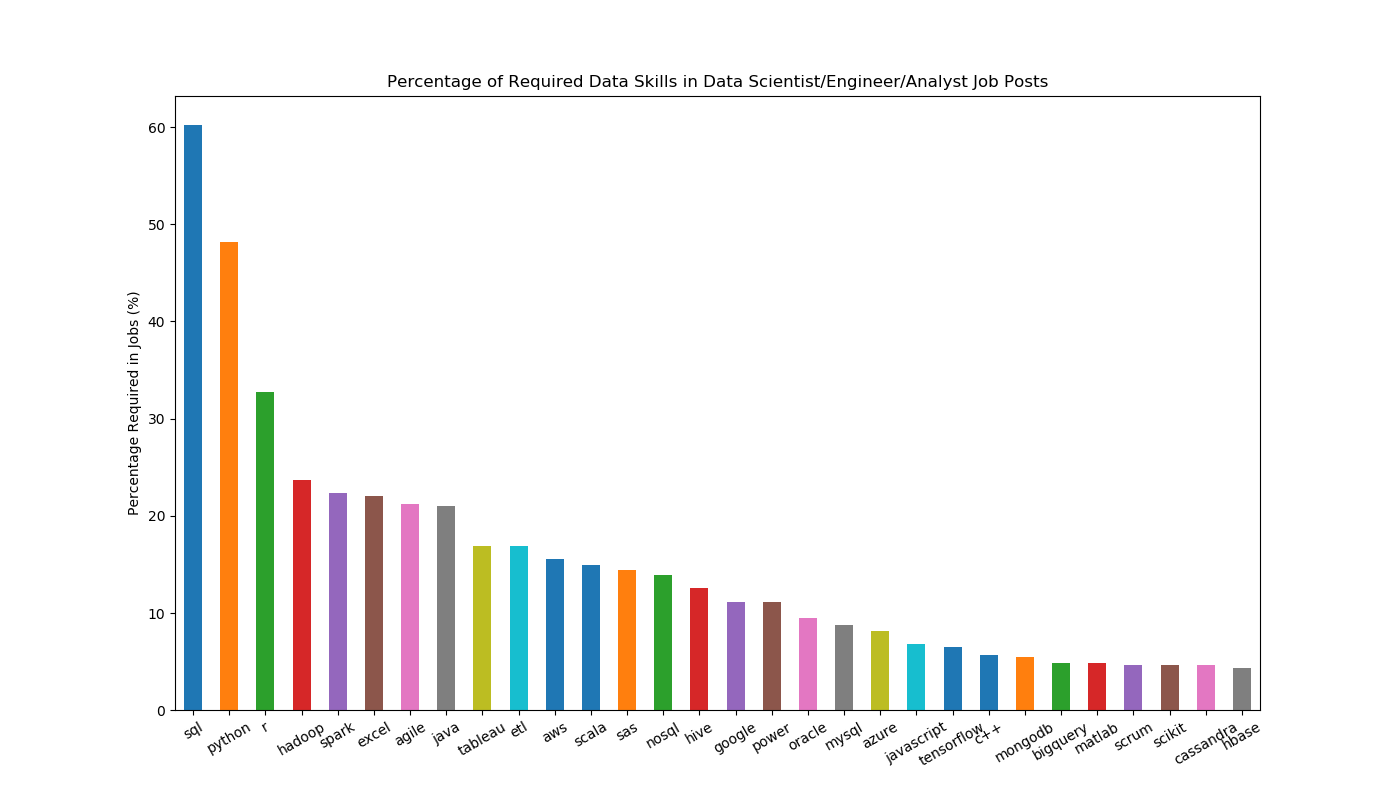 Percentage of Required Data Skills in Data Scientist/Engineer/Analyst Job Posts
Percentage Required in Jobs (%)
60
50
40
30
20
10
0
sql
python
r
hadoop
spark
excel
agile
java
tableau
etl
aws
scala
sas
nosql
hive
google
power
oracle
mysql
azure
javascript
tensorflow
c++
mongodb
bigquery
matlab
scrum
scikit
cassandra
hbase